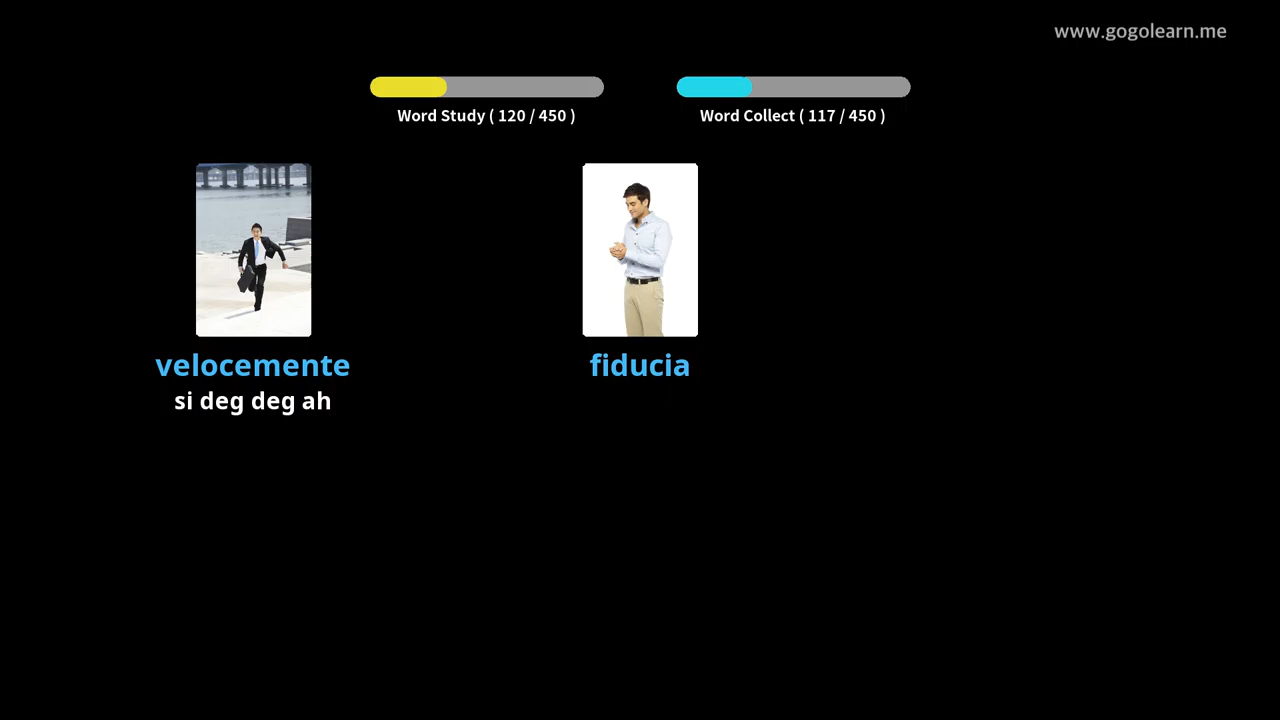 www.gogolearn.me
Word Study ( 120 / 450 )
Word Collect ( 117 / 450 )
velocemente
si deg deg ah
fiducia